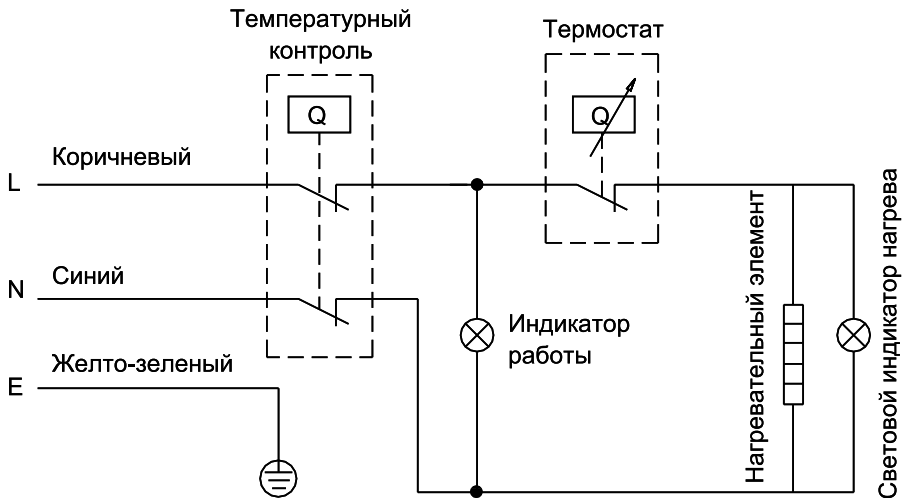 Температурный
контроль
Термостат
Q
Q
Коричневый
L
Синий
N
Индикатор
работы
Желто-зеленый
E
Нагревательный элемент
Световой индикатор нагрева